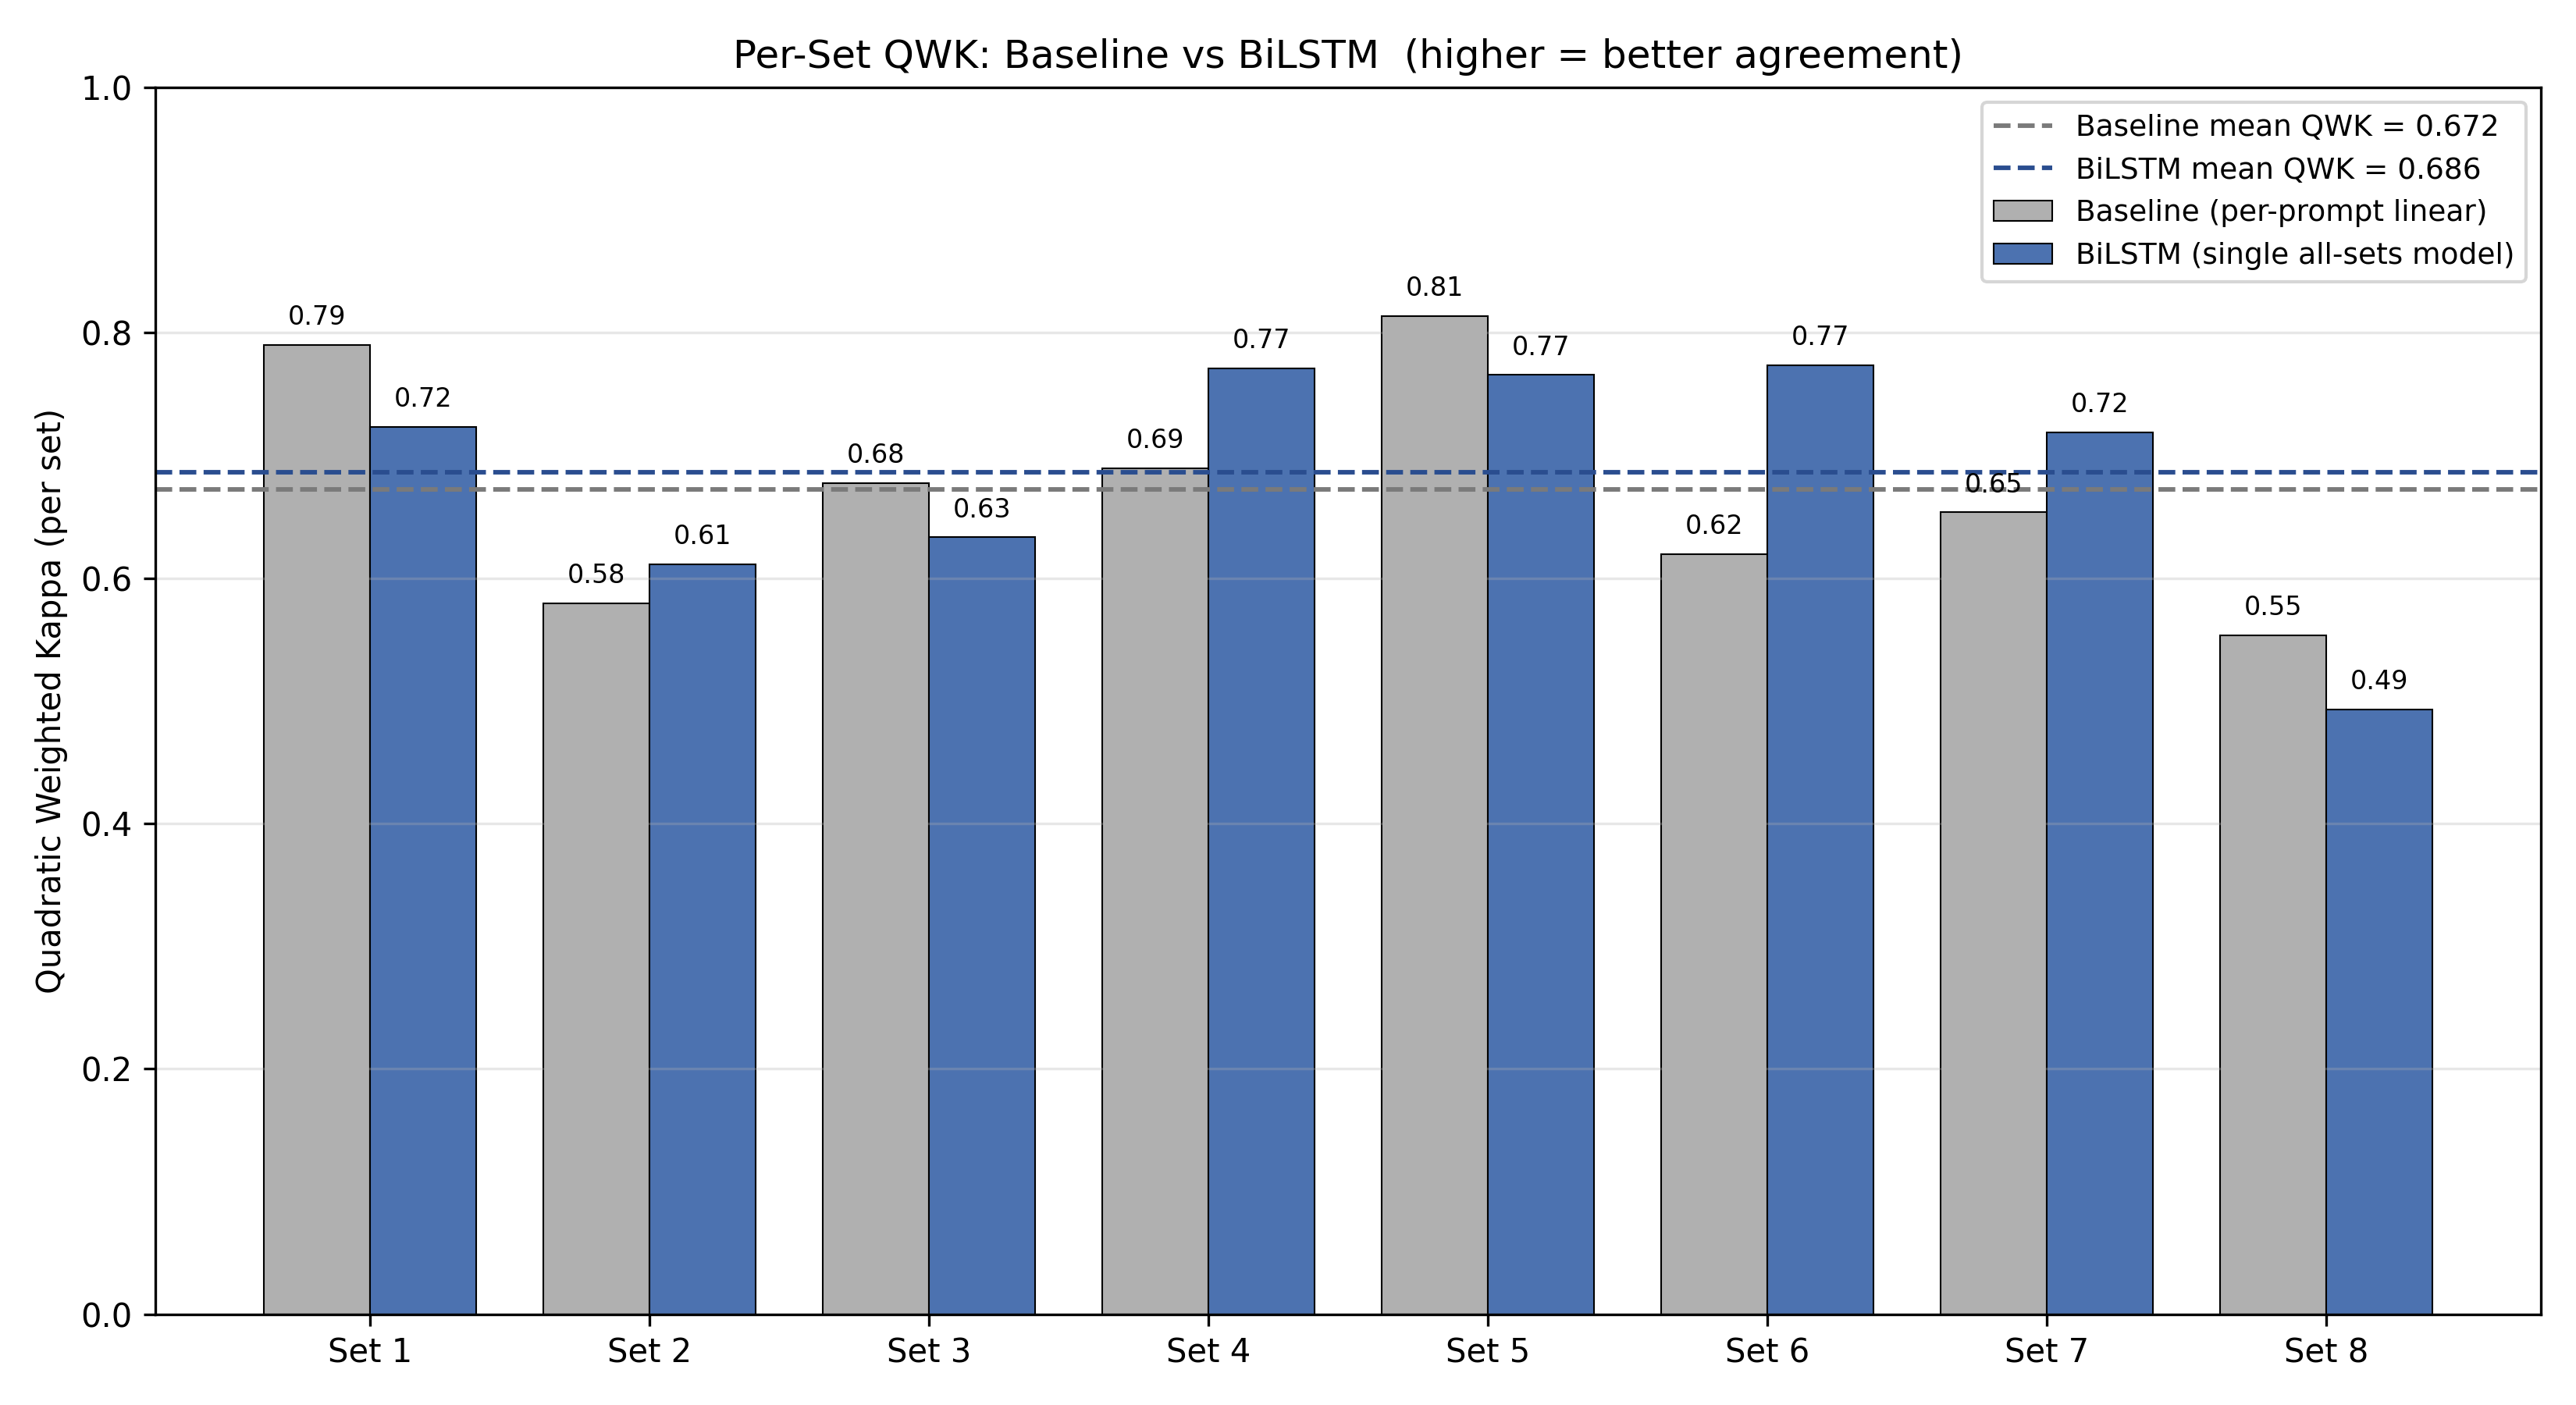 Per-Set QWK: Baseline vs BiLSTM  (higher = better agreement)
Quadratic Weighted Kappa (per set)
1.0
0.8
0.6
0.4
0.2
0.0
Baseline mean QWK = 0.672
BiLSTM mean QWK = 0.686
Baseline (per-prompt linear)
BiLSTM (single all-sets model)
0.79
0.72
0.58
0.61
0.68
0.63
0.69
0.77
0.81
0.77
0.62
0.77
0.65
0.72
0.55
0.49
Set 1
Set 2
Set 3
Set 4
Set 5
Set 6
Set 7
Set 8